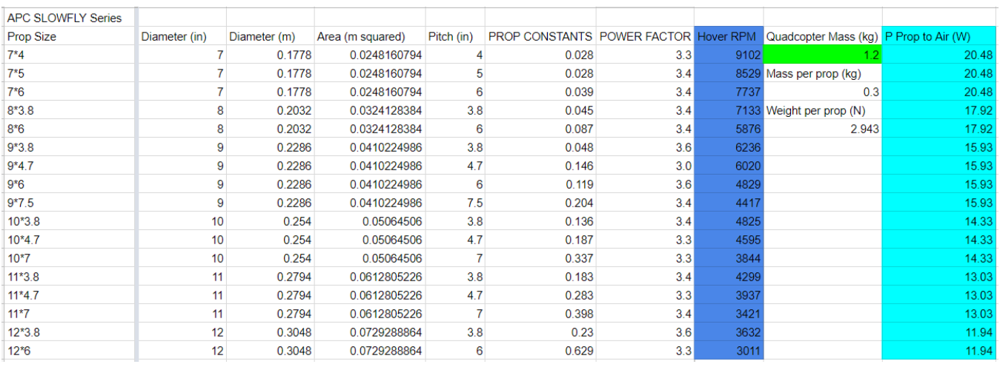 APC SLOWFLY Series
Prop Size Diameter (in) Diameter (m) Area (m squared) Pitch (in) PROP CONSTANTS POWER FACTOR Hover RPM Quadcopter Mass (kg) P Prop to Air (W)
7*4 7 0.1778 0.0248160794 4 0.028 3.3 9102 1.2 20.48
7*5 7 0.1778 0.0248160794 5 0.028 3.4 8529 Mass per prop (kg) 20.48
7*6 7 0.1778 0.0248160794 6 0.039 3.4 7737 0.3 20.48
8*3.8 8 0.2032 0.0324128384 3.8 0.045 3.4 7133 Weight per prop (N) 17.92
8*6 8 0.2032 0.0324128384 6 0.087 3.4 5876 2.943 17.92
9*3.8 9 0.2286 0.0410224986 3.8 0.048 3.6 6236 15.93
9*4.7 9 0.2286 0.0410224986 4.7 0.146 3.0 6020 15.93
9*6 9 0.2286 0.0410224986 6 0.119 3.6 4829 15.93
9*7.5 9 0.2286 0.0410224986 7.5 0.204 3.4 4417 15.93
10*3.8 10 0.254 0.05064506 3.8 0.136 3.4 4825 14.33
10*4.7 10 0.254 0.05064506 4.7 0.187 3.3 4595 14.33
10*7 10 0.254 0.05064506 7 0.337 3.3 3844 14.33
11*3.8 11 0.2794 0.0612805226 3.8 0.183 3.4 4299 13.03
11*4.7 11 0.2794 0.0612805226 4.7 0.283 3.3 3937 13.03
11*7 11 0.2794 0.0612805226 7 0.398 3.4 3421 13.03
12*3.8 12 0.3048 0.0729288864 3.8 0.23 3.6 3632 11.94
12*6 12 0.3048 0.0729288864 6 0.629 3.3 3011 11.94